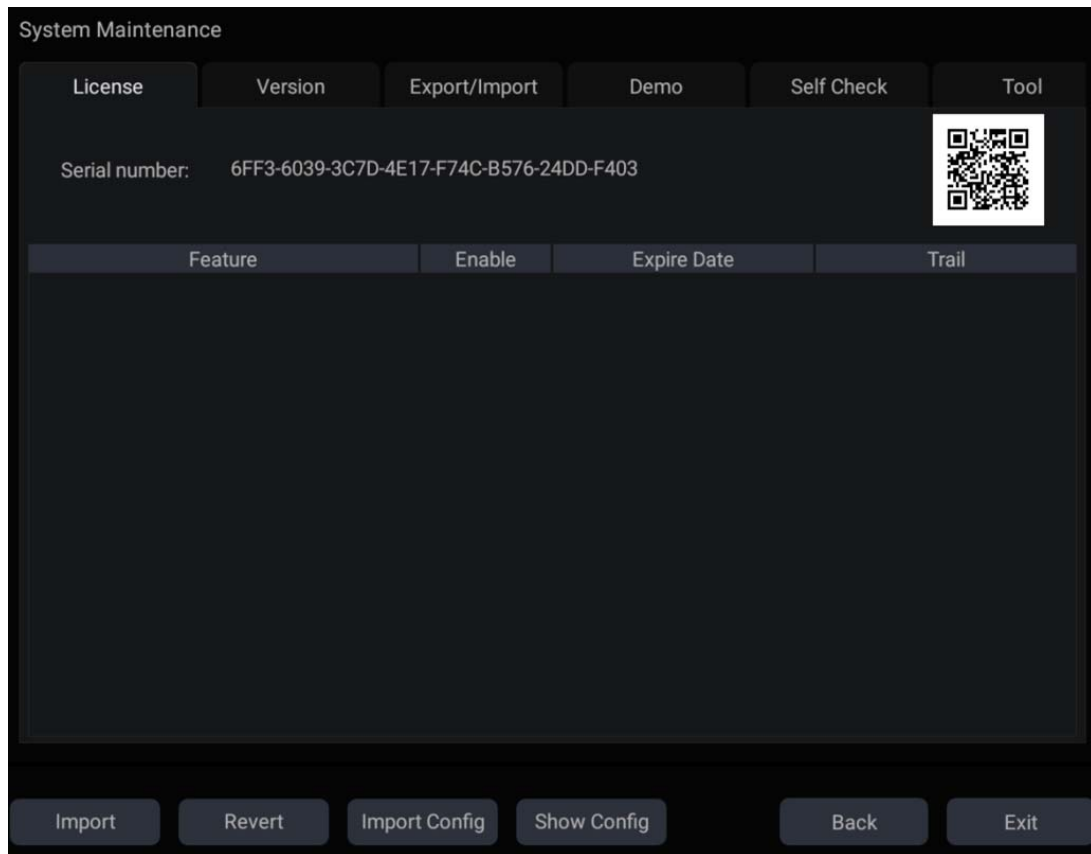 System Maintenance
License Version Export/Import Demo Self Check Tool
Serial number: 6FF3-6039-3C7D-4E17-F74C-B576-24DD-F403
Feature Enable Expire Date Trail
Import Revert Import Config Show Config Back Exit